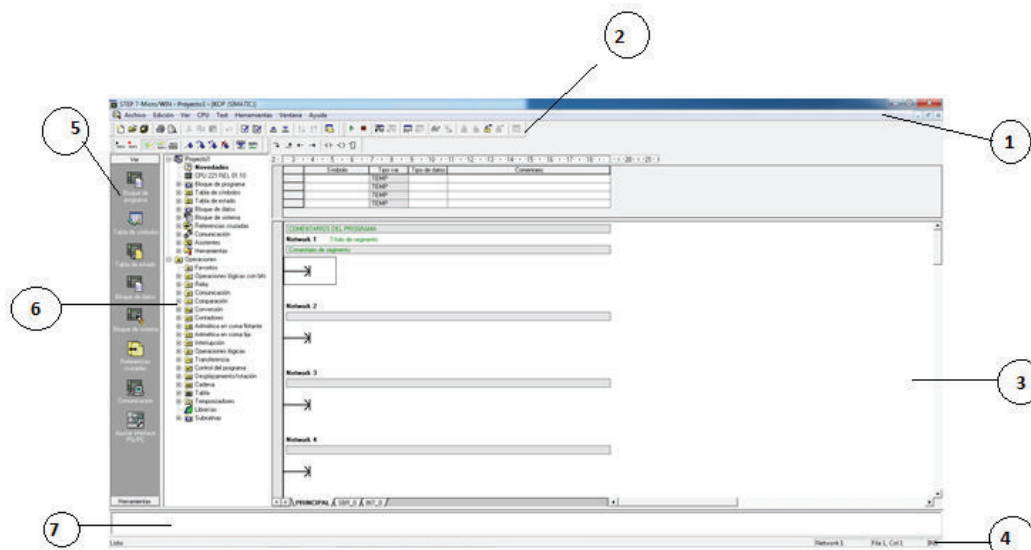 2
1
5
6
3
7
4
STEP 7-Micro/WIN - Proyecto1 - [KOP (SIMATIC)]
Archivo Edición Ver CPU Test Herramientas Ventana Ayuda
Ver
Bloque de programa
Tabla de símbolos
Tabla de estado
Bloque de datos
Bloque de sistema
Referencias cruzadas
Comunicación
Ajustar interface PG/PC
Herramientas
Proyecto1
Novedades
CPU 221 REL 01.10
Bloque de programa
Tabla de símbolos
Tabla de estado
Bloque de datos
Bloque de sistema
Referencias cruzadas
Comunicación
Asistentes
Herramientas
Operaciones
Favoritos
Operaciones lógicas con bits
Reloj
Comunicación
Comparación
Conversión
Contadores
Aritmética en coma flotante
Aritmética en coma fija
Interrupción
Operaciones lógicas
Transferencia
Control del programa
Desplazamiento/rotación
Cadena
Tabla
Temporizadores
Librerías
Subrutinas
Símbolo Tipo var. Tipo de datos Comentario
TEMP
TEMP
TEMP
TEMP
COMENTARIOS DEL PROGRAMA
Network 1 Título de segmento
Comentario de segmento
Network 2
Network 3
Network 4
PRINCIPAL SBR_0 INT_0
Listo
Network 1 Fila 1, Col 1 INS